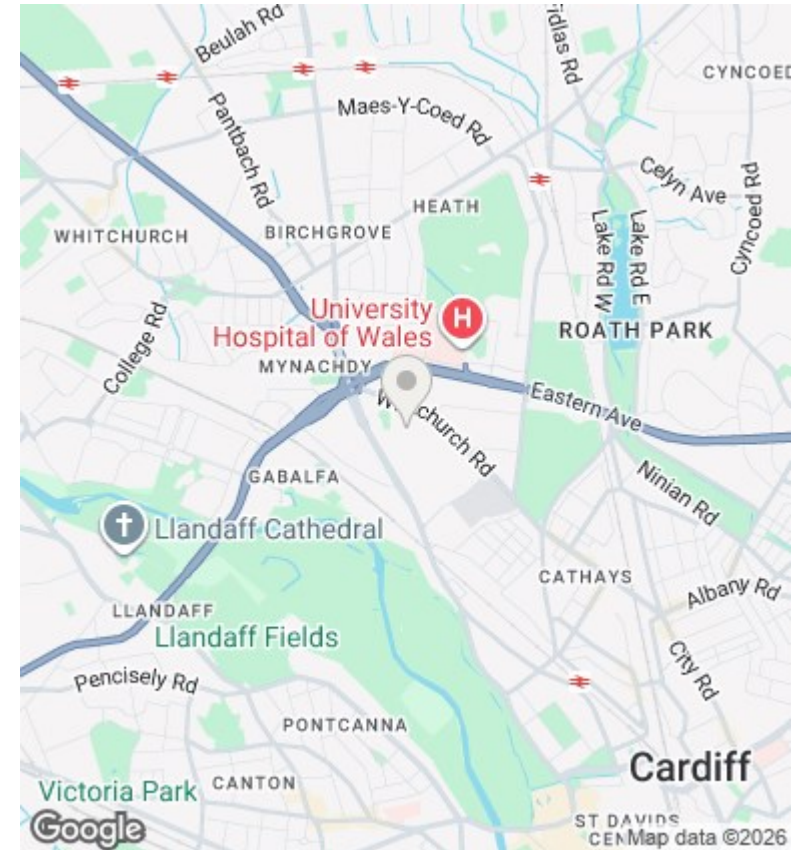 Beulah Rd
ridlas Rd
CYNCOED
Pantbach Rd
Maes-Y-Coed Rd
Celyn Ave
Cyncoed Rd
HEATH
WHITCHURCH
BIRCHGROVE
Lake Rd W
Lake Rd E
University
Hospital of Wales
H
ROATH PARK
College Rd
MYNACHDY
Eastern Ave
Whitchurch Rd
GABALFA
Ninian Rd
Llandaff Cathedral
CATHAYS
Albany Rd
LLANDAFF
Llandaff Fields
City Rd
Pencisely Rd
PONTCANNA
Cardiff
Victoria Park
CANTON
ST DAVIDS
CEN
Google
Map data ©2026